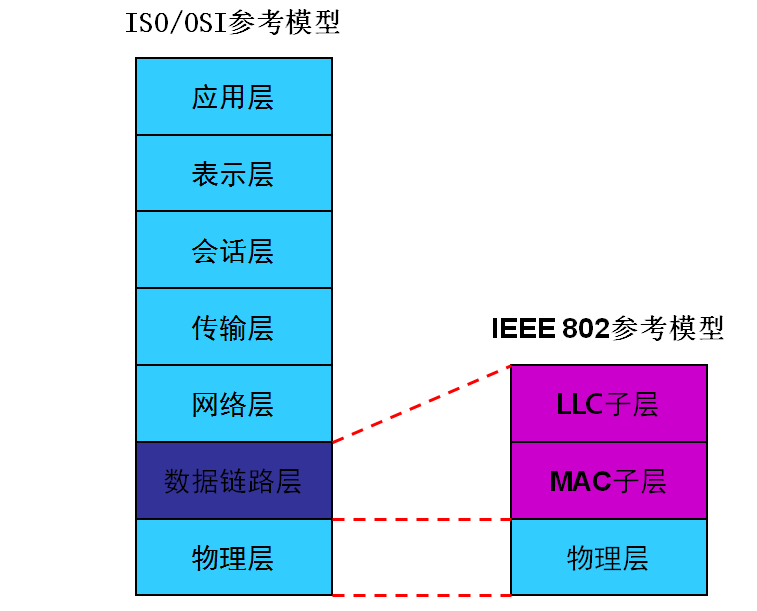 ISO/OSI参考模型
应用层
表示层
会话层
传输层
网络层
数据链路层
物理层
IEEE 802参考模型
LLC子层
MAC子层
物理层